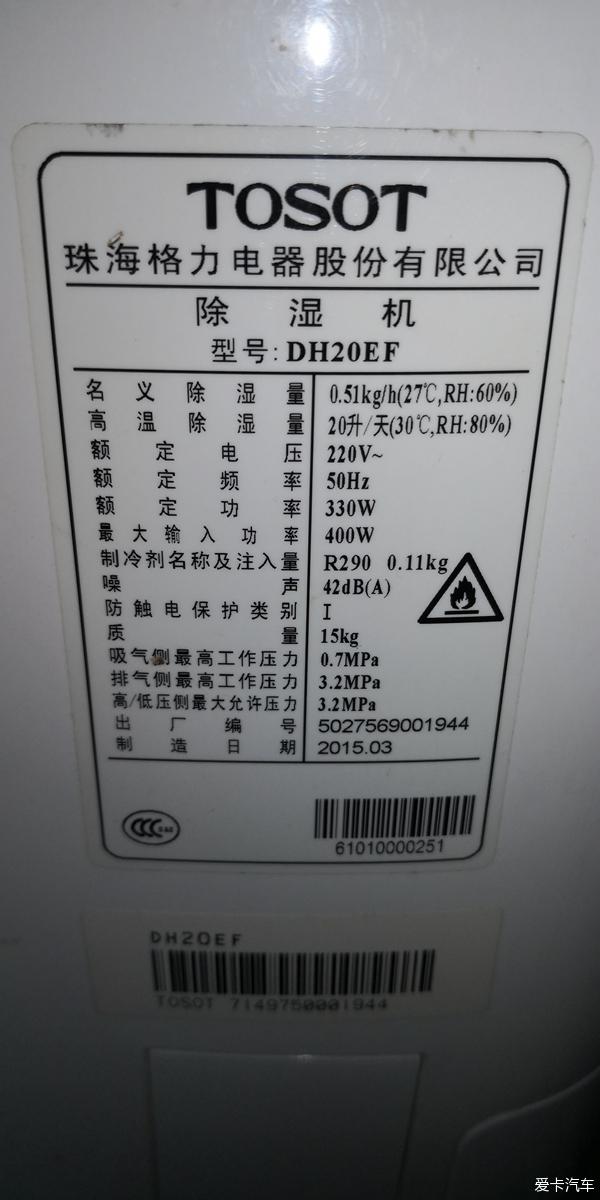 TOSOT
珠海格力电器股份有限公司
除湿机
型号: DH20EF
名义除湿量 0.51kg/h(27℃,RH:60%)
高温除湿量 20升/天(30℃,RH:80%)
额定电压 220V~
额定频率 50Hz
额定功率 330W
最大输入功率 400W
制冷剂名称及注入量 R290 0.11kg
噪声 42dB(A)
防触电保护类别 I
质量 15kg
吸气侧最高工作压力 0.7MPa
排气侧最高工作压力 3.2MPa
高/低压侧最大允许压力 3.2MPa
出厂编号 5027569001944
制造日期 2015.03
61010000251
DH20EF
TOSOT 7149750001944
爱卡汽车